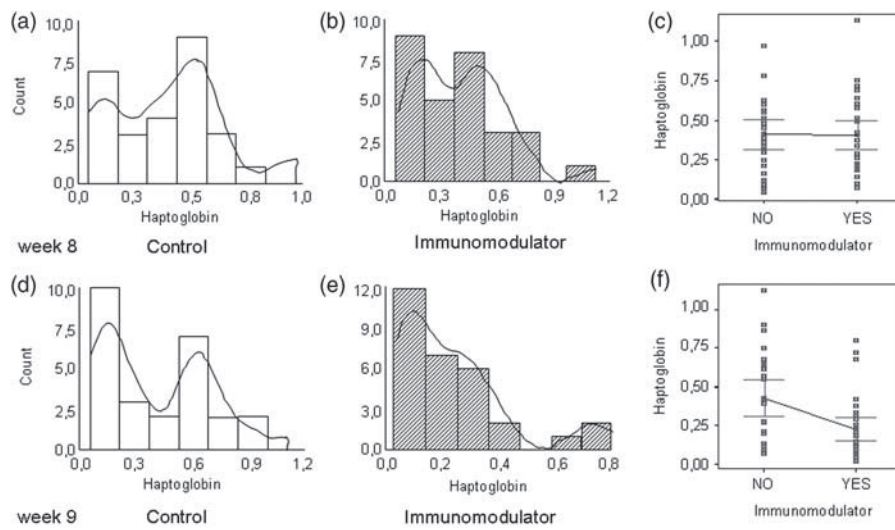 (a)
10,0
7,5
5,0
2,5
0,0
Count
0,0 0,3 0,5 0,8 1,0
Haptoglobin
week 8 Control
(b)
10,0
7,5
5,0
2,5
0,0
0,0 0,3 0,6 0,9 1,2
Haptoglobin
Immunomodulator
(c)
1,00
0,75
0,50
0,25
0,00
Haptoglobin
NO YES
Immunomodulator
(d)
10,0
7,5
5,0
2,5
0,0
Count
0,0 0,3 0,6 0,9 1,2
Haptoglobin
week 9 Control
(e)
12,0
9,0
6,0
3,0
0,0
0,0 0,2 0,4 0,6 0,8
Haptoglobin
Immunomodulator
(f)
1,00
0,75
0,50
0,25
0,00
Haptoglobin
NO YES
Immunomodulator